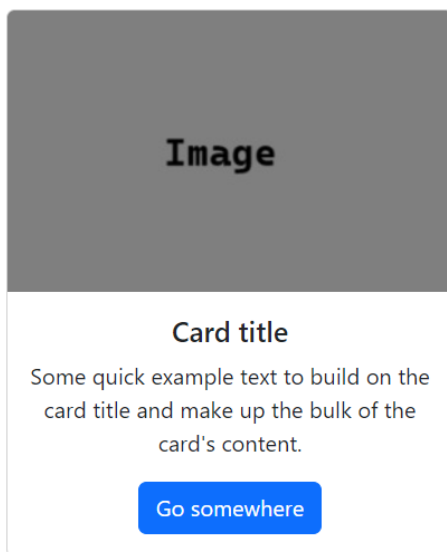 Image
Card title
Some quick example text to build on the
card title and make up the bulk of the
card's content.
Go somewhere